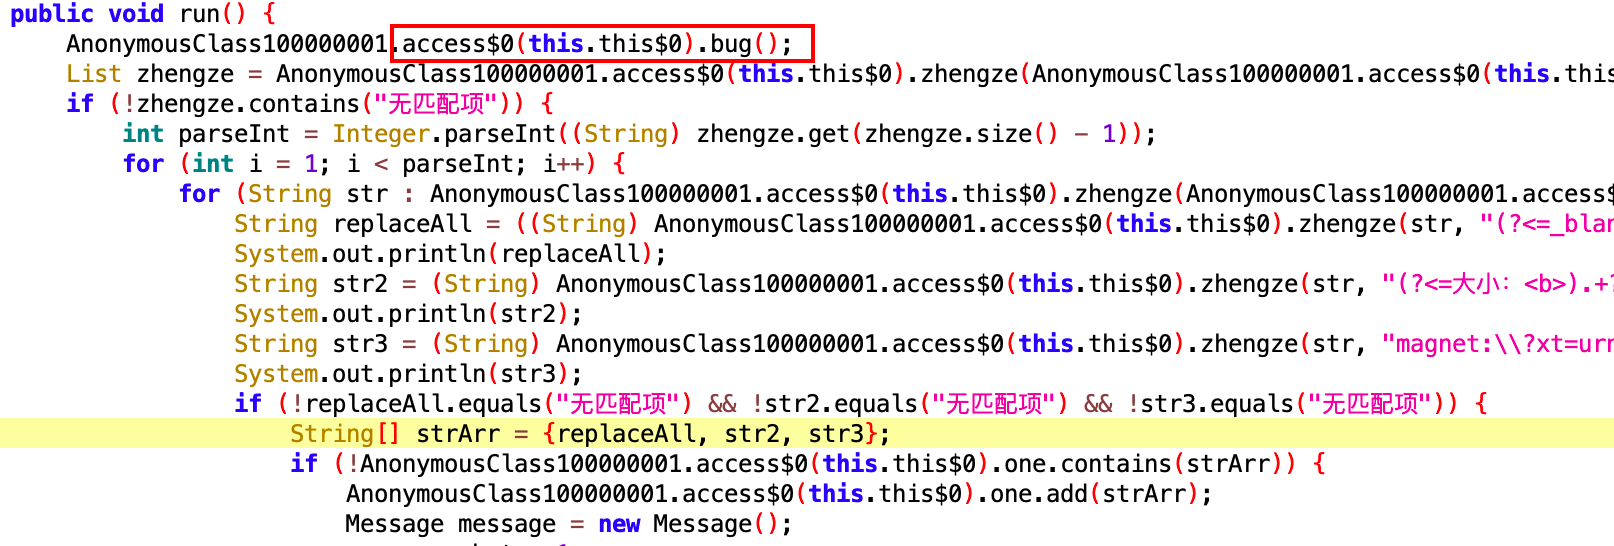 public void run() {
AnonymousClass100000001.access$0(this.this$0).bug();
List zhengze = AnonymousClass100000001.access$0(this.this$0).zhengze(AnonymousClass100000001.access$0(this.this
if (!zhengze.contains("无匹配项")) {
int parseInt = Integer.parseInt((String) zhengze.get(zhengze.size() - 1));
for (int i = 1; i < parseInt; i++) {
for (String str : AnonymousClass100000001.access$0(this.this$0).zhengze(AnonymousClass100000001.access$
String replaceAll = ((String) AnonymousClass100000001.access$0(this.this$0).zhengze(str, "(?<=_blan
System.out.println(replaceAll);
String str2 = (String) AnonymousClass100000001.access$0(this.this$0).zhengze(str, "(?<=大小：<b>).+?
System.out.println(str2);
String str3 = (String) AnonymousClass100000001.access$0(this.this$0).zhengze(str, "magnet:\\?xt=urn
System.out.println(str3);
if (!replaceAll.equals("无匹配项") && !str2.equals("无匹配项") && !str3.equals("无匹配项")) {
String[] strArr = {replaceAll, str2, str3};
if (!AnonymousClass100000001.access$0(this.this$0).one.contains(strArr)) {
AnonymousClass100000001.access$0(this.this$0).one.add(strArr);
Message message = new Message();